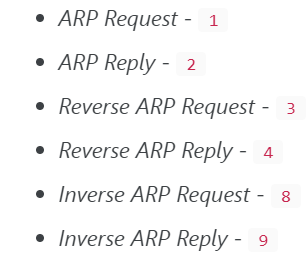 ARP Request - 1
ARP Reply - 2
Reverse ARP Request - 3
Reverse ARP Reply - 4
Inverse ARP Request - 8
Inverse ARP Reply - 9